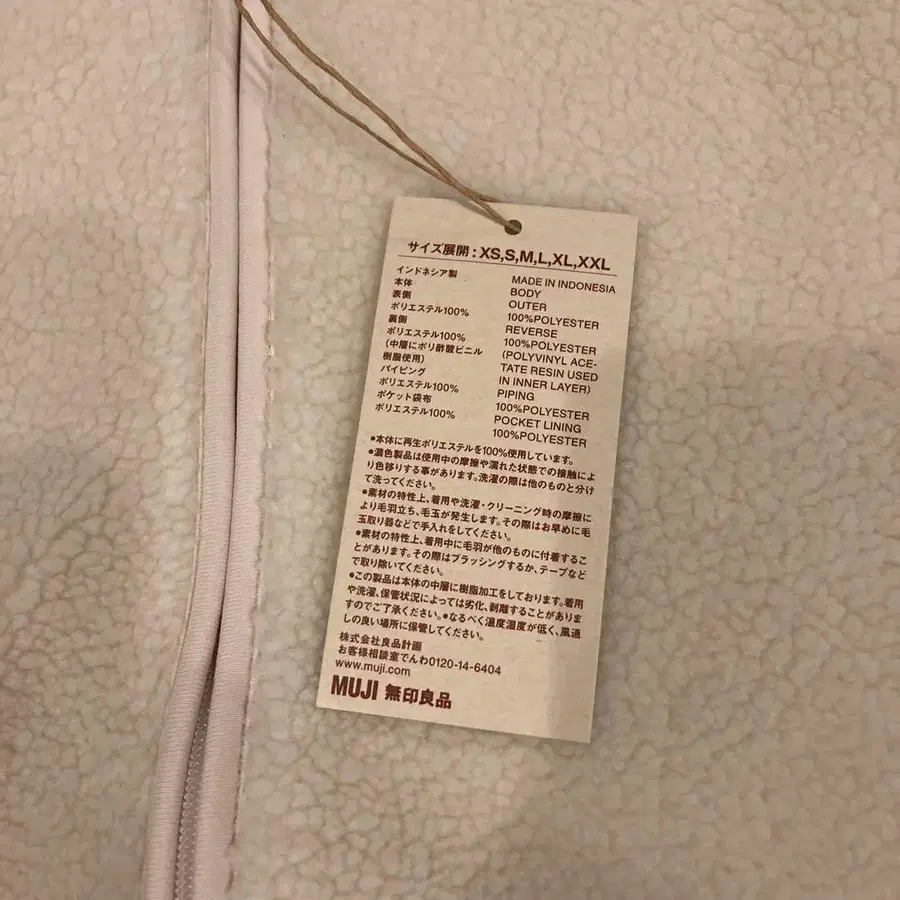 サイズ展開 : XS,S,M,L,XL,XXL
インドネシア製
本体
表側
ポリエステル100%
裏側
ポリエステル100%
(中層にポリ酢酸ビニル
樹脂使用)
パイピング
ポリエステル100%
ポケット袋布
ポリエステル100%
MADE IN INDONESIA
BODY
OUTER
100%POLYESTER
REVERSE
100%POLYESTER
(POLYVINYL ACE-
TATE RESIN USED
IN INNER LAYER)
PIPING
100%POLYESTER
POCKET LINING
100%POLYESTER
●本体に再生ポリエステルを100%使用しています。
●濃色製品は使用中の摩擦や濡れた状態での接触によ
り色移りする事があります。洗濯の際は他のものと分け
て洗ってください。
●素材の特性上、着用や洗濯・クリーニング時の摩擦に
より毛羽立ち、毛玉が発生します。その際はお早めに毛
玉取り器などで手入れをしてください。
●素材の特性上、着用中に毛羽が他のものに付着するこ
とがあります。その際はブラッシングするか、テープなど
で取り除いてください。
●この製品は本体の中層に樹脂加工をしております。着用
や洗濯、保管状況によっては劣化、剥離することがありま
すのでご了承ください。●なるべく温度湿度が低く、風通
しの良い場所に保管してください。
株式会社良品計画
お客様相談室でんわ0120-14-6404
www.muji.com
MUJI 無印良品